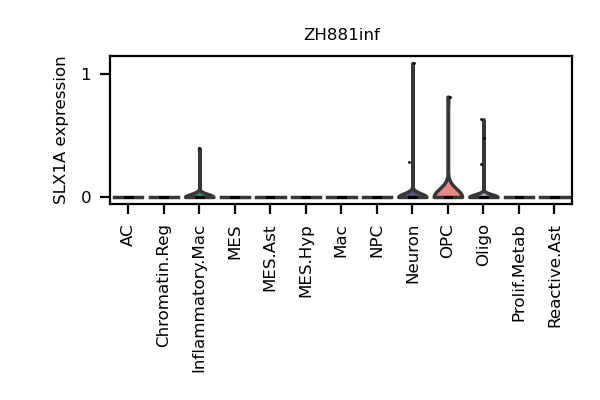 ZH881inf
SLX1A expression
1
0
AC
Chromatin.Reg
Inflammatory.Mac
MES
MES.Ast
MES.Hyp
Mac
NPC
Neuron
OPC
Oligo
Prolif.Metab
Reactive.Ast